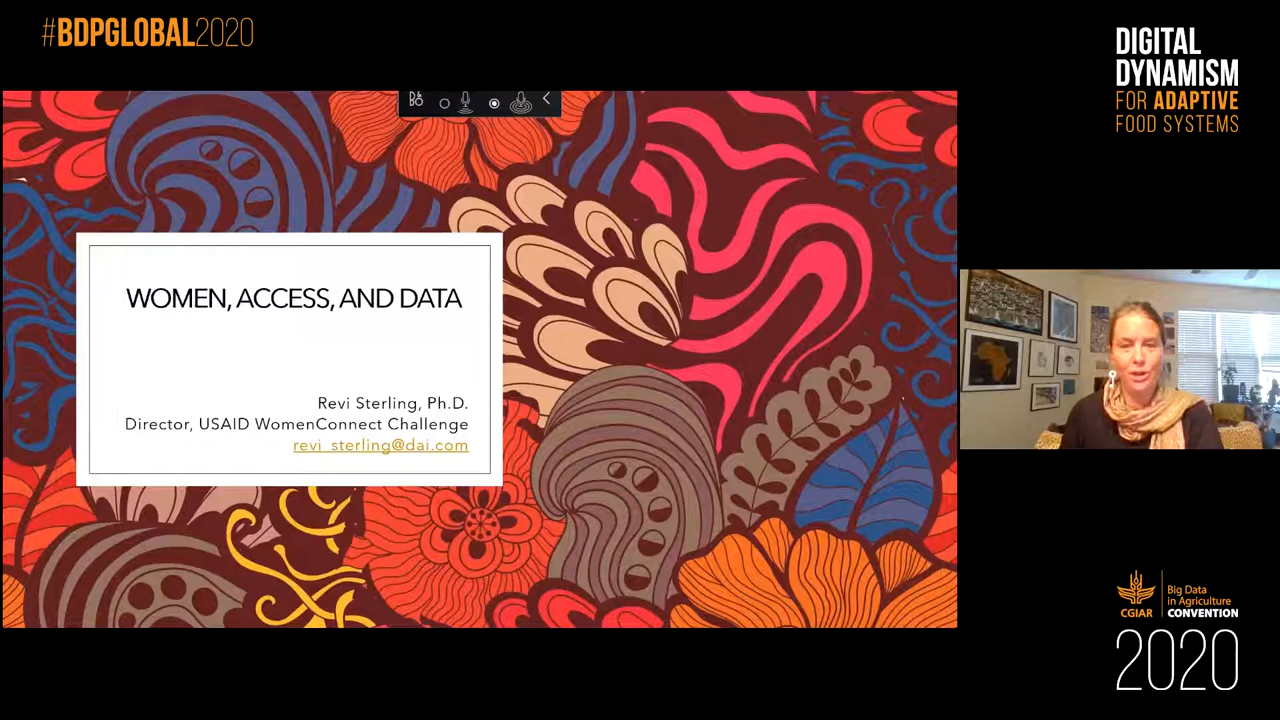 #BDPGLOBAL2020
DIGITAL
DYNAMISM
FOR ADAPTIVE
FOOD SYSTEMS
WOMEN, ACCESS, AND DATA
Revi Sterling, Ph.D.
Director, USAID WomenConnect Challenge
revi_sterling@dai.com
CGIAR
Big Data
in Agriculture
CONVENTION
2020